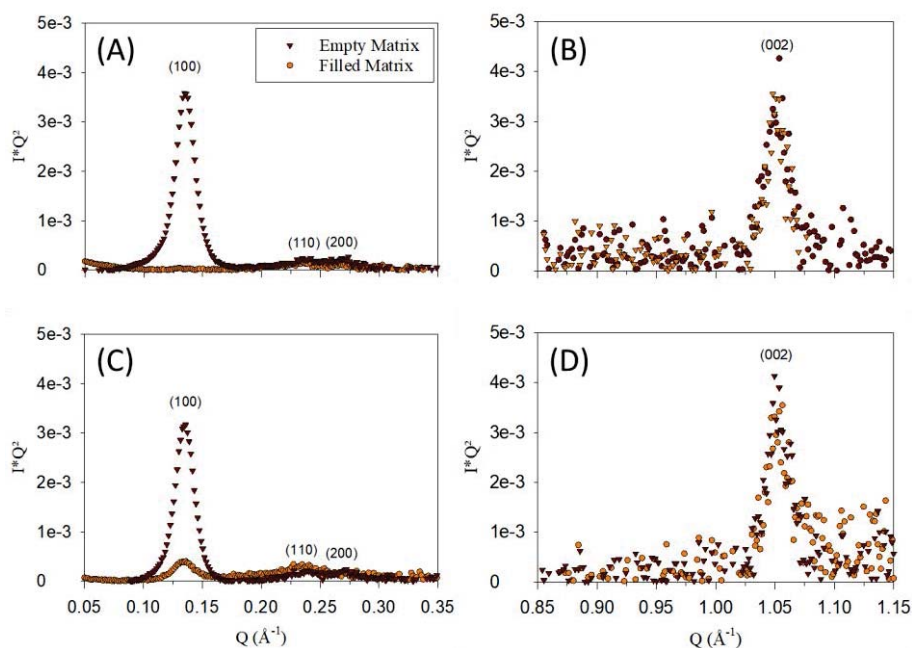 (A)
5e-3
4e-3
3e-3
2e-3
1e-3
0
I*Q²
(100)
(110) (200)
Empty Matrix
Filled Matrix
(B)
5e-3
4e-3
3e-3
2e-3
1e-3
0
I*Q²
(002)
(C)
5e-3
4e-3
3e-3
2e-3
1e-3
0
I*Q²
(100)
(110) (200)
0.05 0.10 0.15 0.20 0.25 0.30 0.35
Q (Å⁻¹)
(D)
5e-3
4e-3
3e-3
2e-3
1e-3
0
I*Q²
(002)
0.85 0.90 0.95 1.00 1.05 1.10 1.15
Q (Å⁻¹)